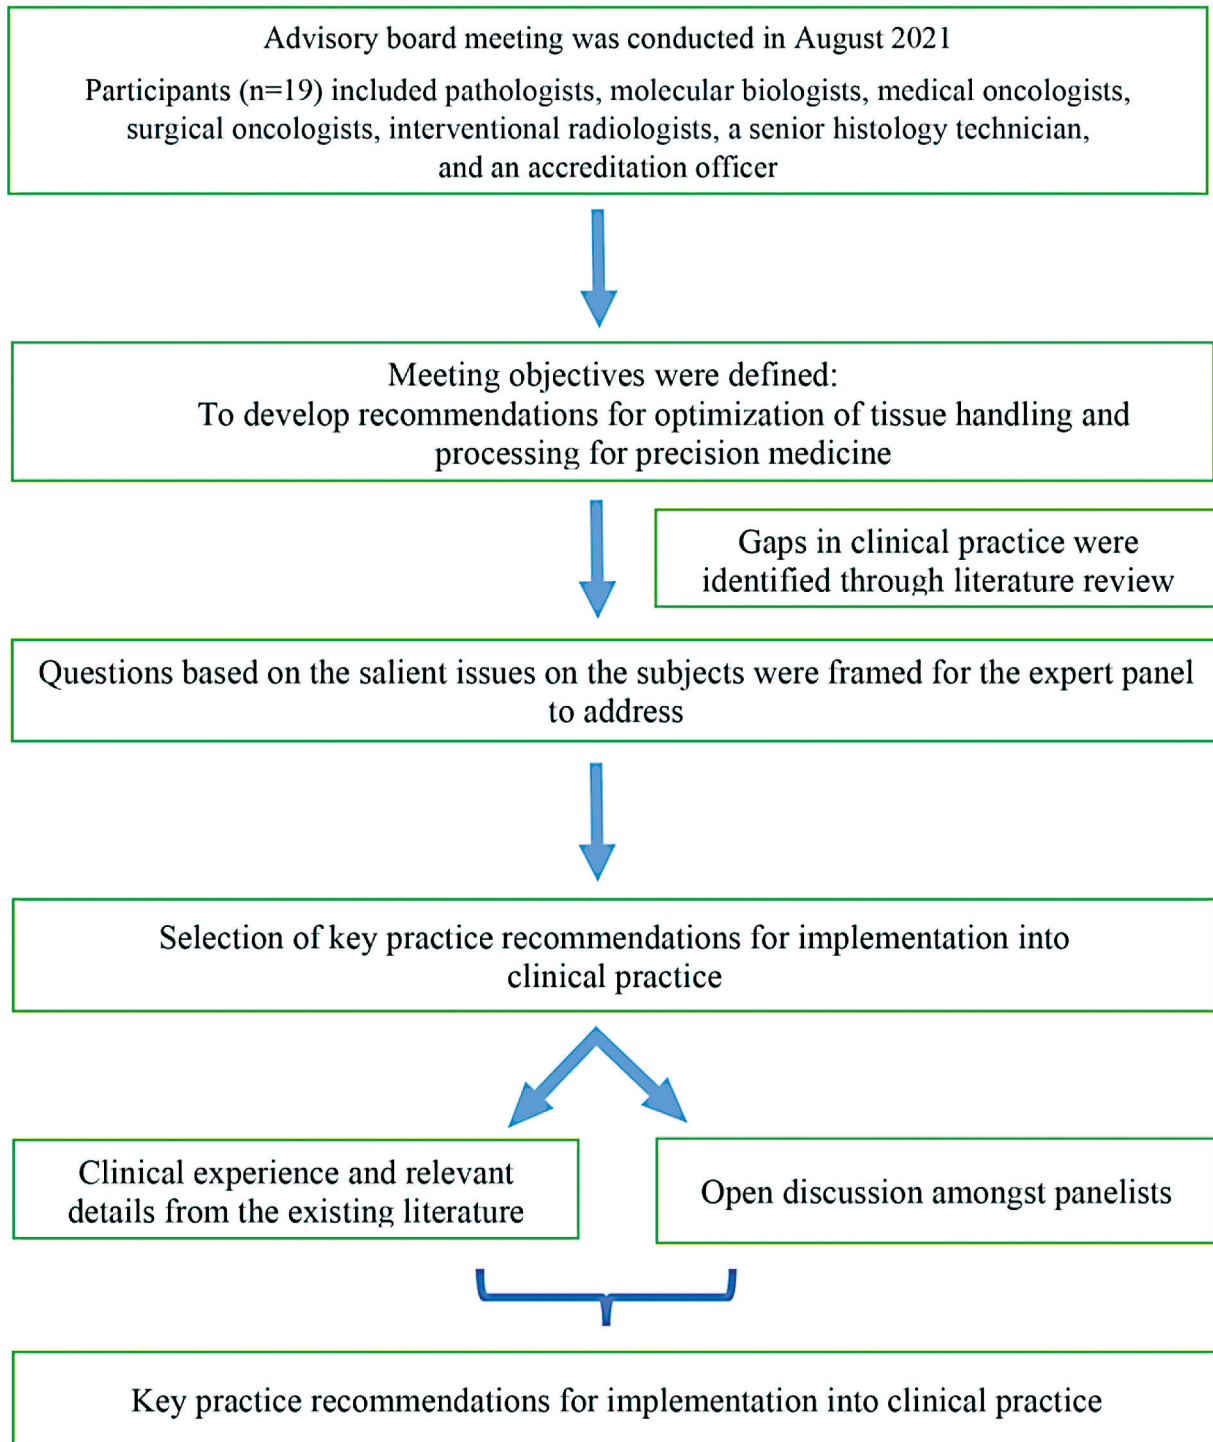 Advisory board meeting was conducted in August 2021
Participants (n=19) included pathologists, molecular biologists, medical oncologists,
surgical oncologists, interventional radiologists, a senior histology technician,
and an accreditation officer
Meeting objectives were defined:
To develop recommendations for optimization of tissue handling and
processing for precision medicine
Gaps in clinical practice were
identified through literature review
Questions based on the salient issues on the subjects were framed for the expert panel
to address
Selection of key practice recommendations for implementation into
clinical practice
Clinical experience and relevant
details from the existing literature
Open discussion amongst panelists
Key practice recommendations for implementation into clinical practice